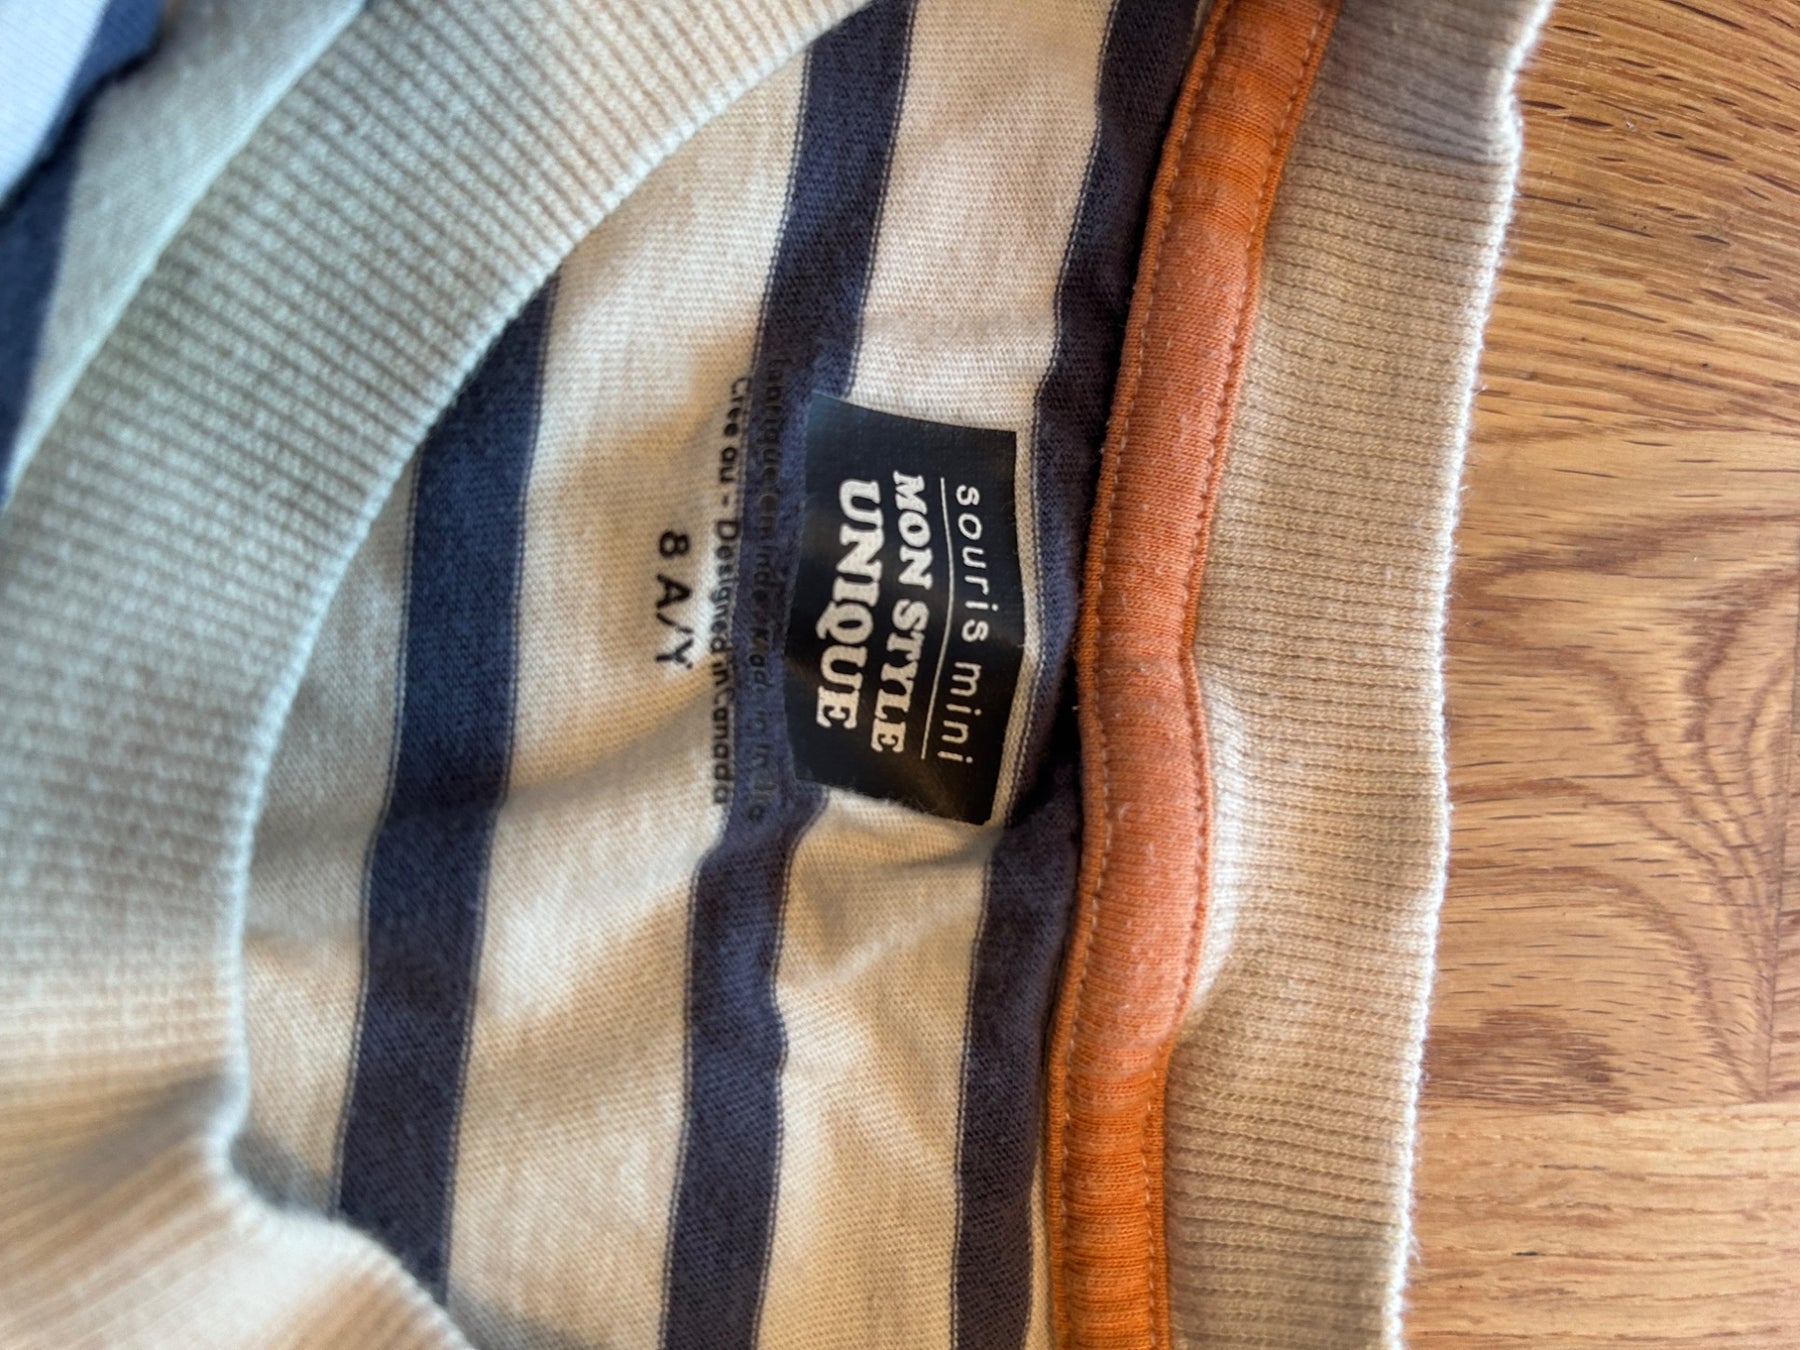 souris mini
MON STYLE
UNIQUE
Fabriqué en Inde - Made in India
Créé au - Designed in Canada
8 A/Y